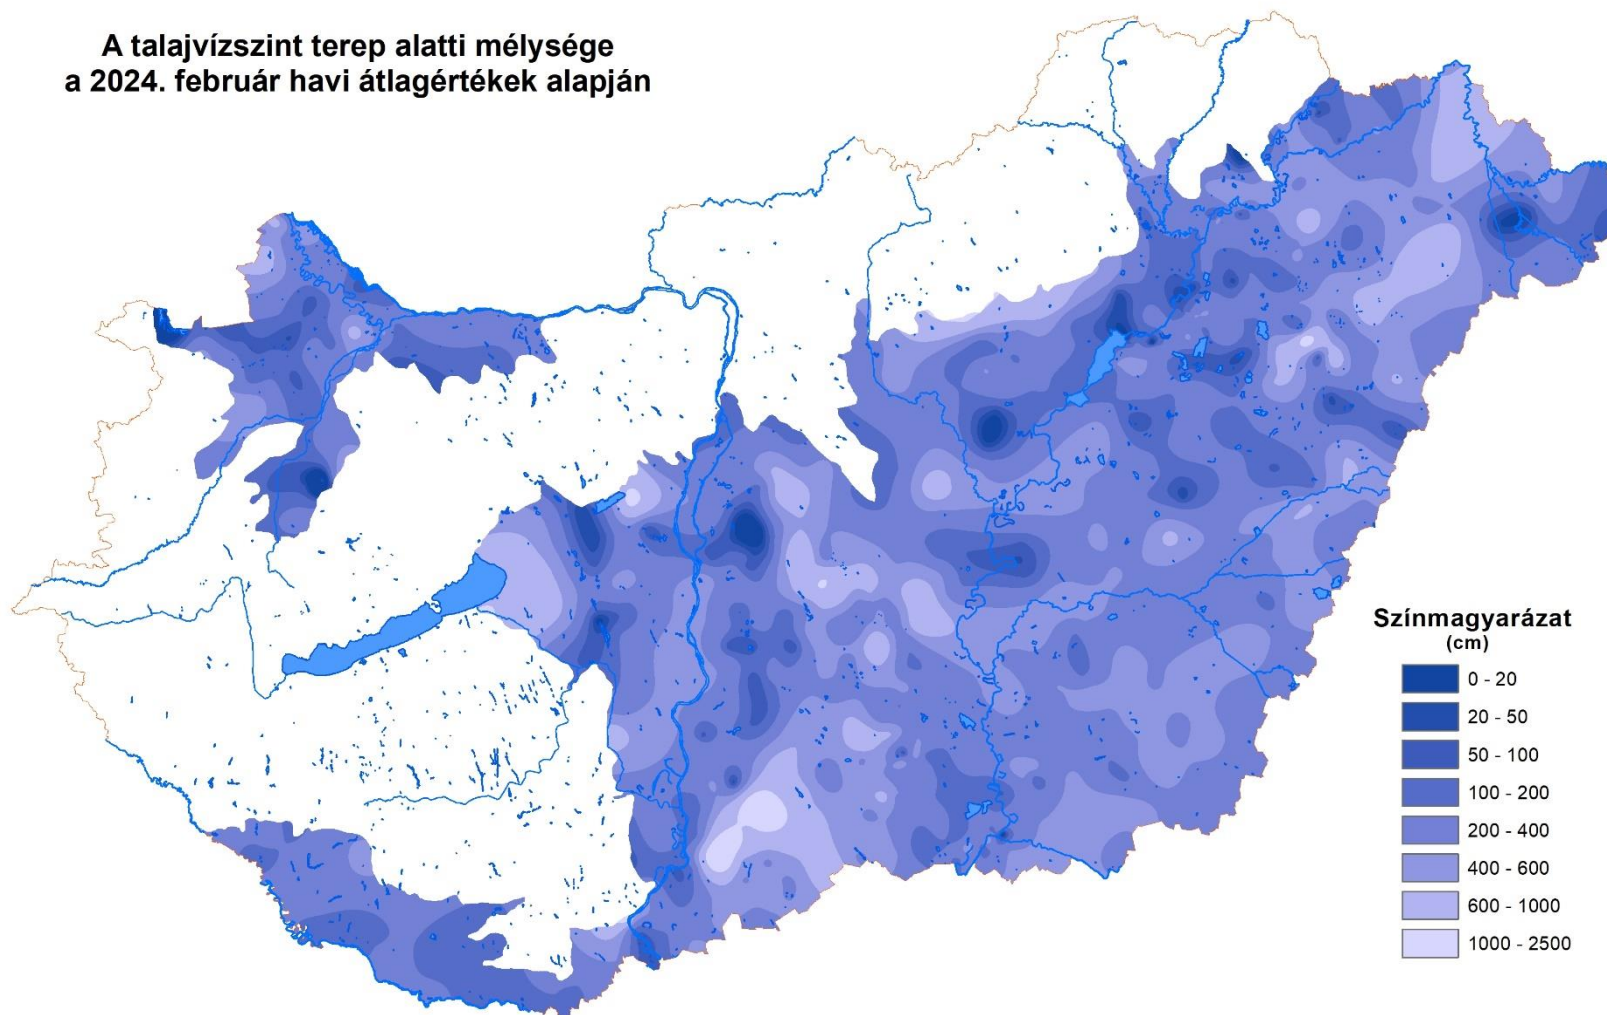 A talajvízszint terep alatti mélysége
a 2024. február havi átlagértékek alapján
Színmagyarázat
(cm)
0 - 20
20 - 50
50 - 100
100 - 200
200 - 400
400 - 600
600 - 1000
1000 - 2500